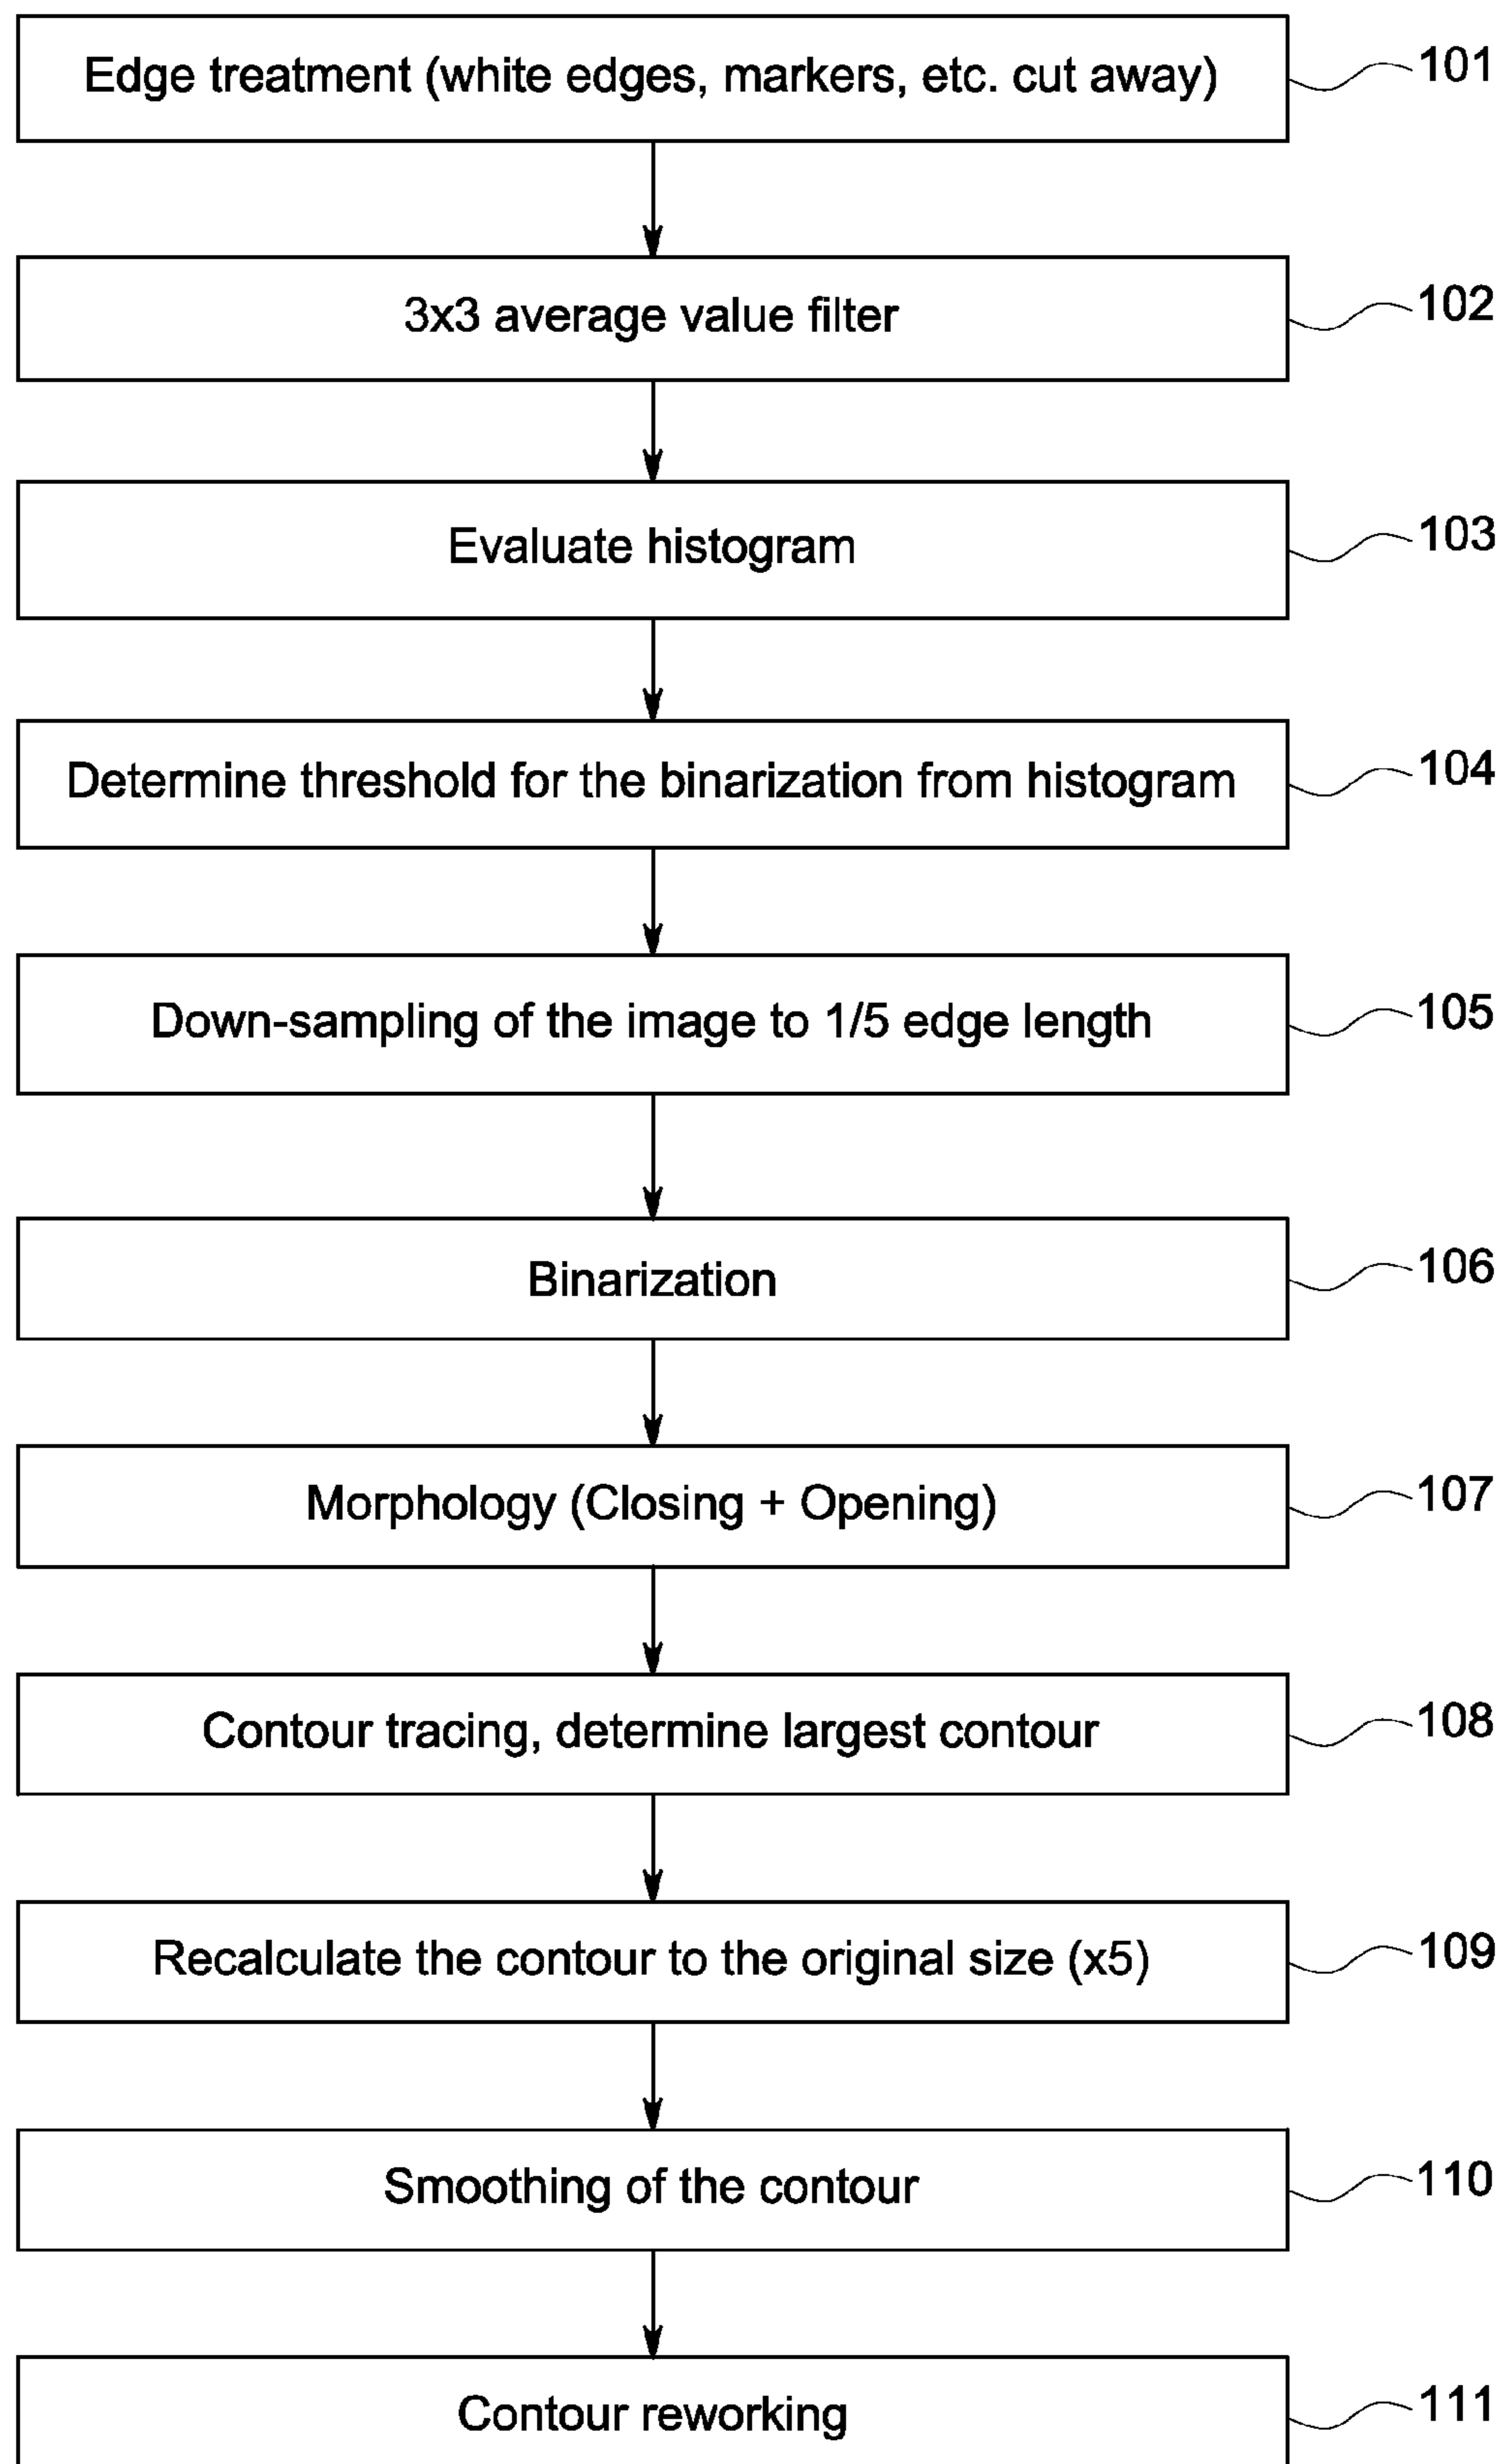 Edge treatment (white edges, markers, etc. cut away) 101
3x3 average value filter 102
Evaluate histogram 103
Determine threshold for the binarization from histogram 104
Down-sampling of the image to 1/5 edge length 105
Binarization 106
Morphology (Closing + Opening) 107
Contour tracing, determine largest contour 108
Recalculate the contour to the original size (x5) 109
Smoothing of the contour 110
Contour reworking 111